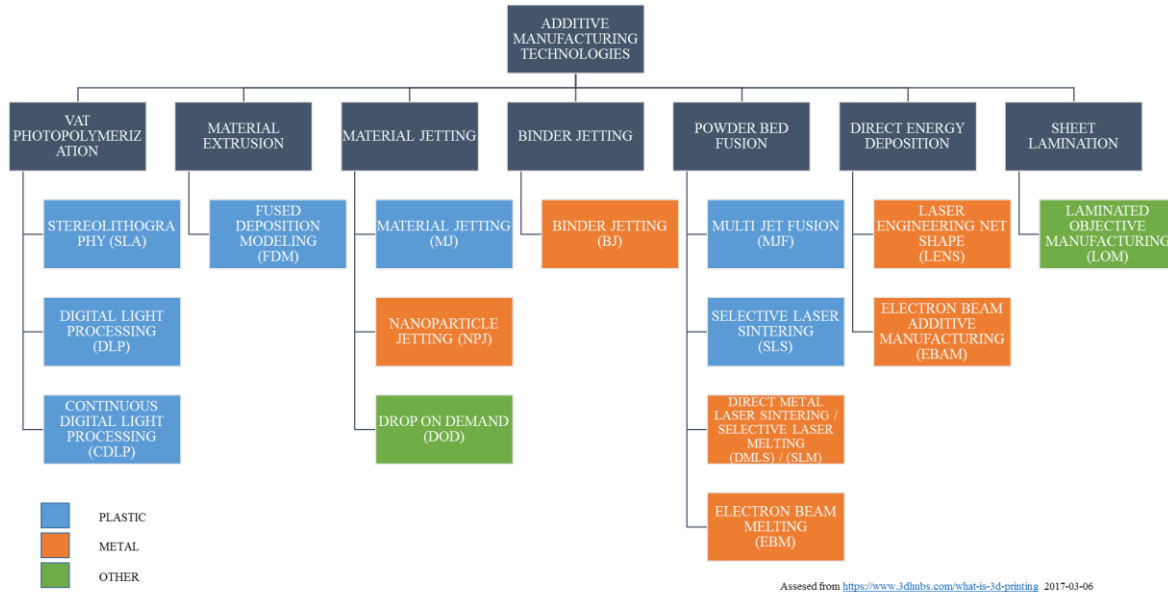 ADDITIVE
MANUFACTURING
TECHNOLOGIES
VAT
PHOTOPOLYMERIZ
ATION
MATERIAL
EXTRUSION
MATERIAL JETTING
BINDER JETTING
POWDER BED
FUSION
DIRECT ENERGY
DEPOSITION
SHEET
LAMINATION
STEREOLITHOGRA
PHY (SLA)
FUSED
DEPOSITION
MODELING
(FDM)
MATERIAL JETTING
(MJ)
BINDER JETTING
(BJ)
MULTI JET FUSION
(MJF)
LASER
ENGINEERING NET
SHAPE
(LENS)
LAMINATED
OBJECTIVE
MANUFACTURING
(LOM)
DIGITAL LIGHT
PROCESSING
(DLP)
NANOPARTICLE
JETTING (NPJ)
SELECTIVE LASER
SINTERING
(SLS)
ELECTRON BEAM
ADDITIVE
MANUFACTURING
(EBAM)
CONTINUOUS
DIGITAL LIGHT
PROCESSING
(CDLP)
DROP ON DEMAND
(DOD)
DIRECT METAL
LASER SINTERING /
SELECTIVE LASER
MELTING
(DMLS) / (SLM)
ELECTRON BEAM
MELTING
(EBM)
PLASTIC
METAL
OTHER
Assesed from https://www.3dhubs.com/what-is-3d-printing 2017-03-06